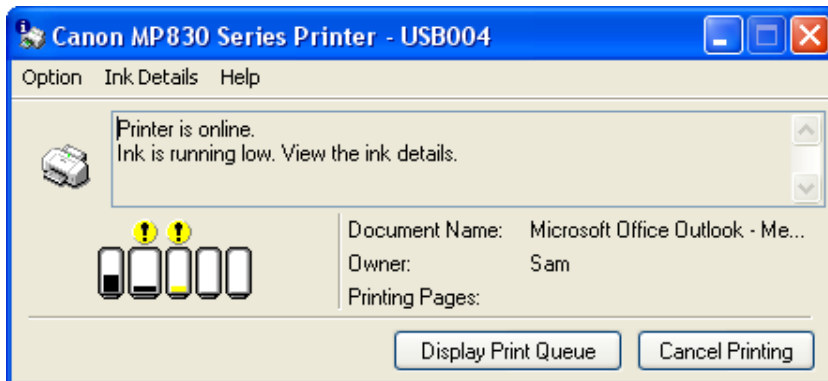 Canon MP830 Series Printer - USB004
Option Ink Details Help
Printer is online.
Ink is running low. View the ink details.
Document Name: Microsoft Office Outlook - Me...
Owner: Sam
Printing Pages:
Display Print Queue Cancel Printing